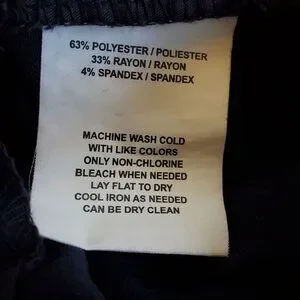 63% POLYESTER / POLIESTER
33% RAYON / RAYON
4% SPANDEX / SPANDEX
MACHINE WASH COLD
WITH LIKE COLORS
ONLY NON-CHLORINE
BLEACH WHEN NEEDED
LAY FLAT TO DRY
COOL IRON AS NEEDED
CAN BE DRY CLEAN